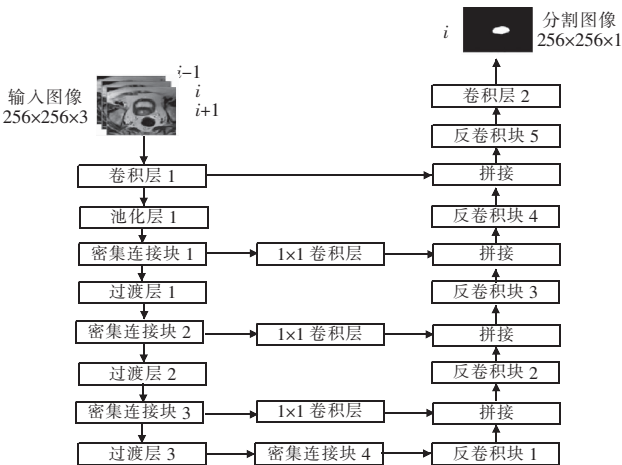 输入图像
256×256×3
i−1
i
i+1
卷积层 1
池化层 1
密集连接块 1
1×1 卷积层
过渡层 1
密集连接块 2
1×1 卷积层
过渡层 2
密集连接块 3
1×1 卷积层
过渡层 3
密集连接块 4
反卷积块 1
拼接
反卷积块 2
拼接
反卷积块 3
拼接
反卷积块 4
拼接
反卷积块 5
卷积层 2
i
分割图像
256×256×1